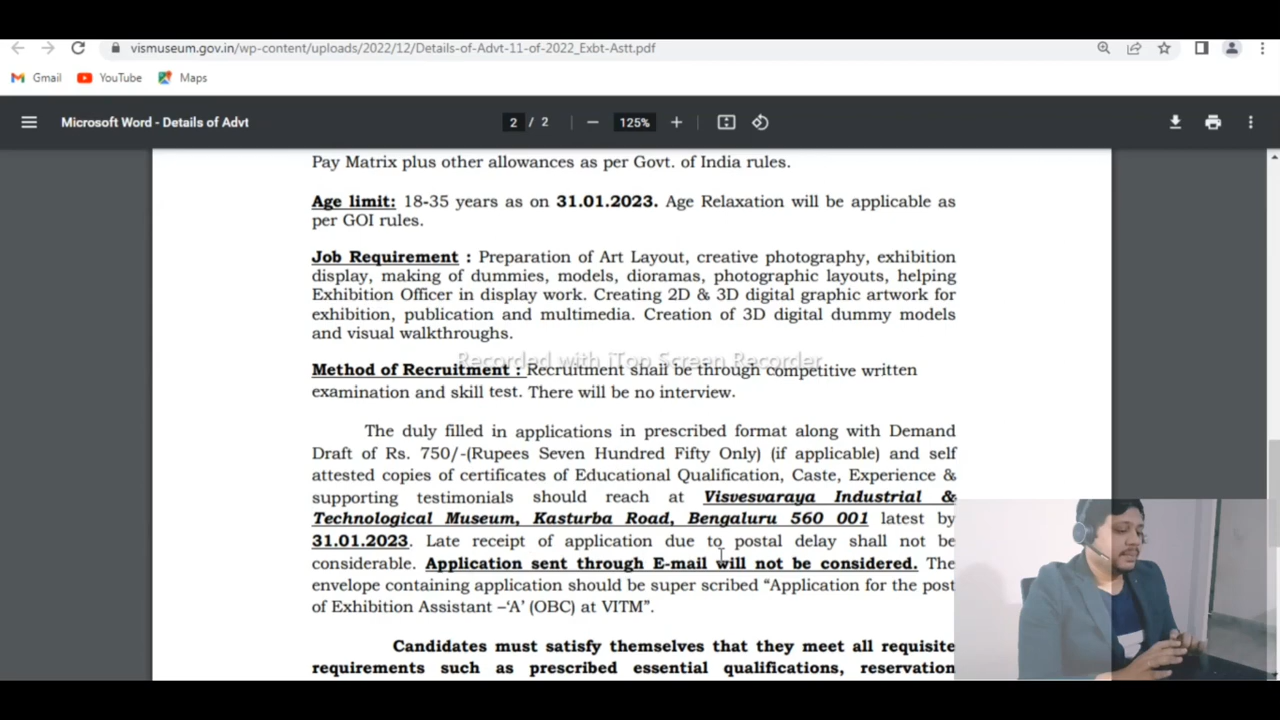 vismuseum.gov.in/wp-content/uploads/2022/12/Details-of-Advt-11-of-2022_Exbt-Astt.pdf
Gmail YouTube Maps
Microsoft Word - Details of Advt 2 / 2 125%
Pay Matrix plus other allowances as per Govt. of India rules.
Age limit: 18-35 years as on 31.01.2023. Age Relaxation will be applicable as
per GOI rules.
Job Requirement : Preparation of Art Layout, creative photography, exhibition
display, making of dummies, models, dioramas, photographic layouts, helping
Exhibition Officer in display work. Creating 2D & 3D digital graphic artwork for
exhibition, publication and multimedia. Creation of 3D digital dummy models
and visual walkthroughs.
Recorded with iTop Screen Recorder
Method of Recruitment : Recruitment shall be through competitive written
examination and skill test. There will be no interview.
The duly filled in applications in prescribed format along with Demand
Draft of Rs. 750/-(Rupees Seven Hundred Fifty Only) (if applicable) and self
attested copies of certificates of Educational Qualification, Caste, Experience &
supporting testimonials should reach at Visvesvaraya Industrial &
Technological Museum, Kasturba Road, Bengaluru 560 001 latest by
31.01.2023. Late receipt of application due to postal delay shall not be
considerable. Application sent through E-mail will not be considered. The
envelope containing application should be super scribed “Application for the post
of Exhibition Assistant –‘A’ (OBC) at VITM”.
Candidates must satisfy themselves that they meet all requisite
requirements such as prescribed essential qualifications, reservation